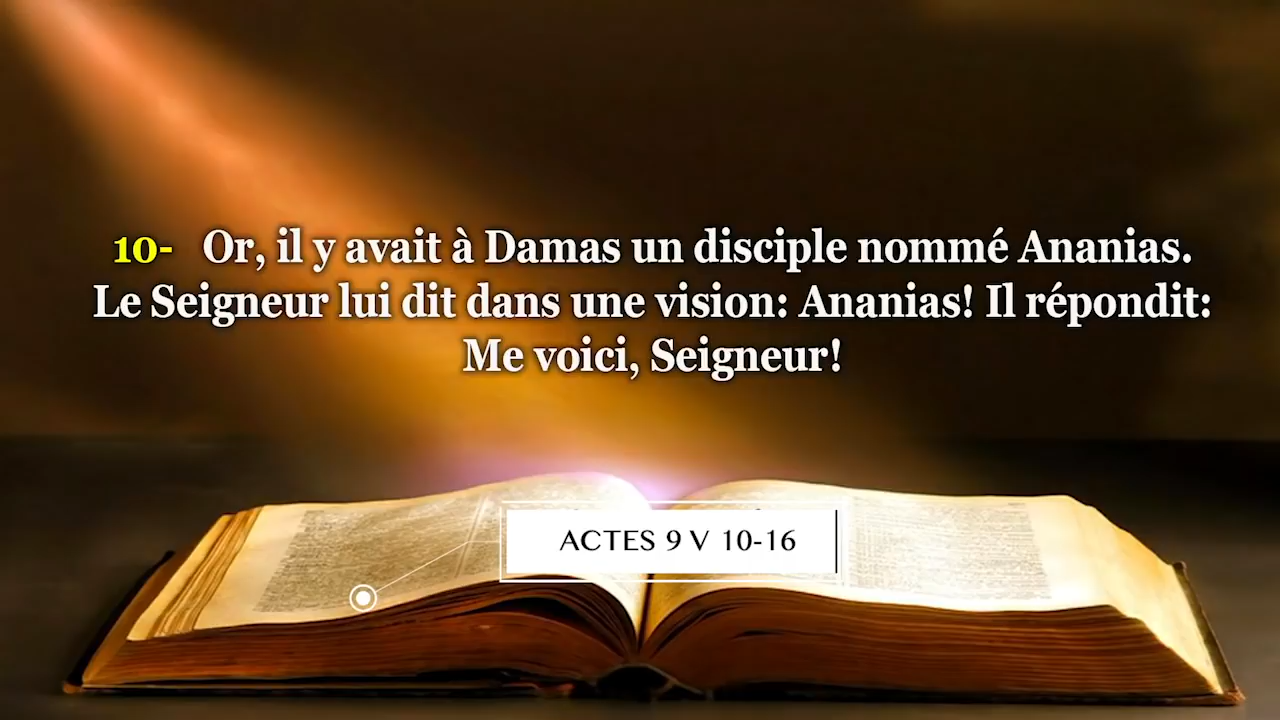 10- Or, il y avait à Damas un disciple nommé Ananias.
Le Seigneur lui dit dans une vision: Ananias! Il répondit:
Me voici, Seigneur!
ACTES 9 V 10-16